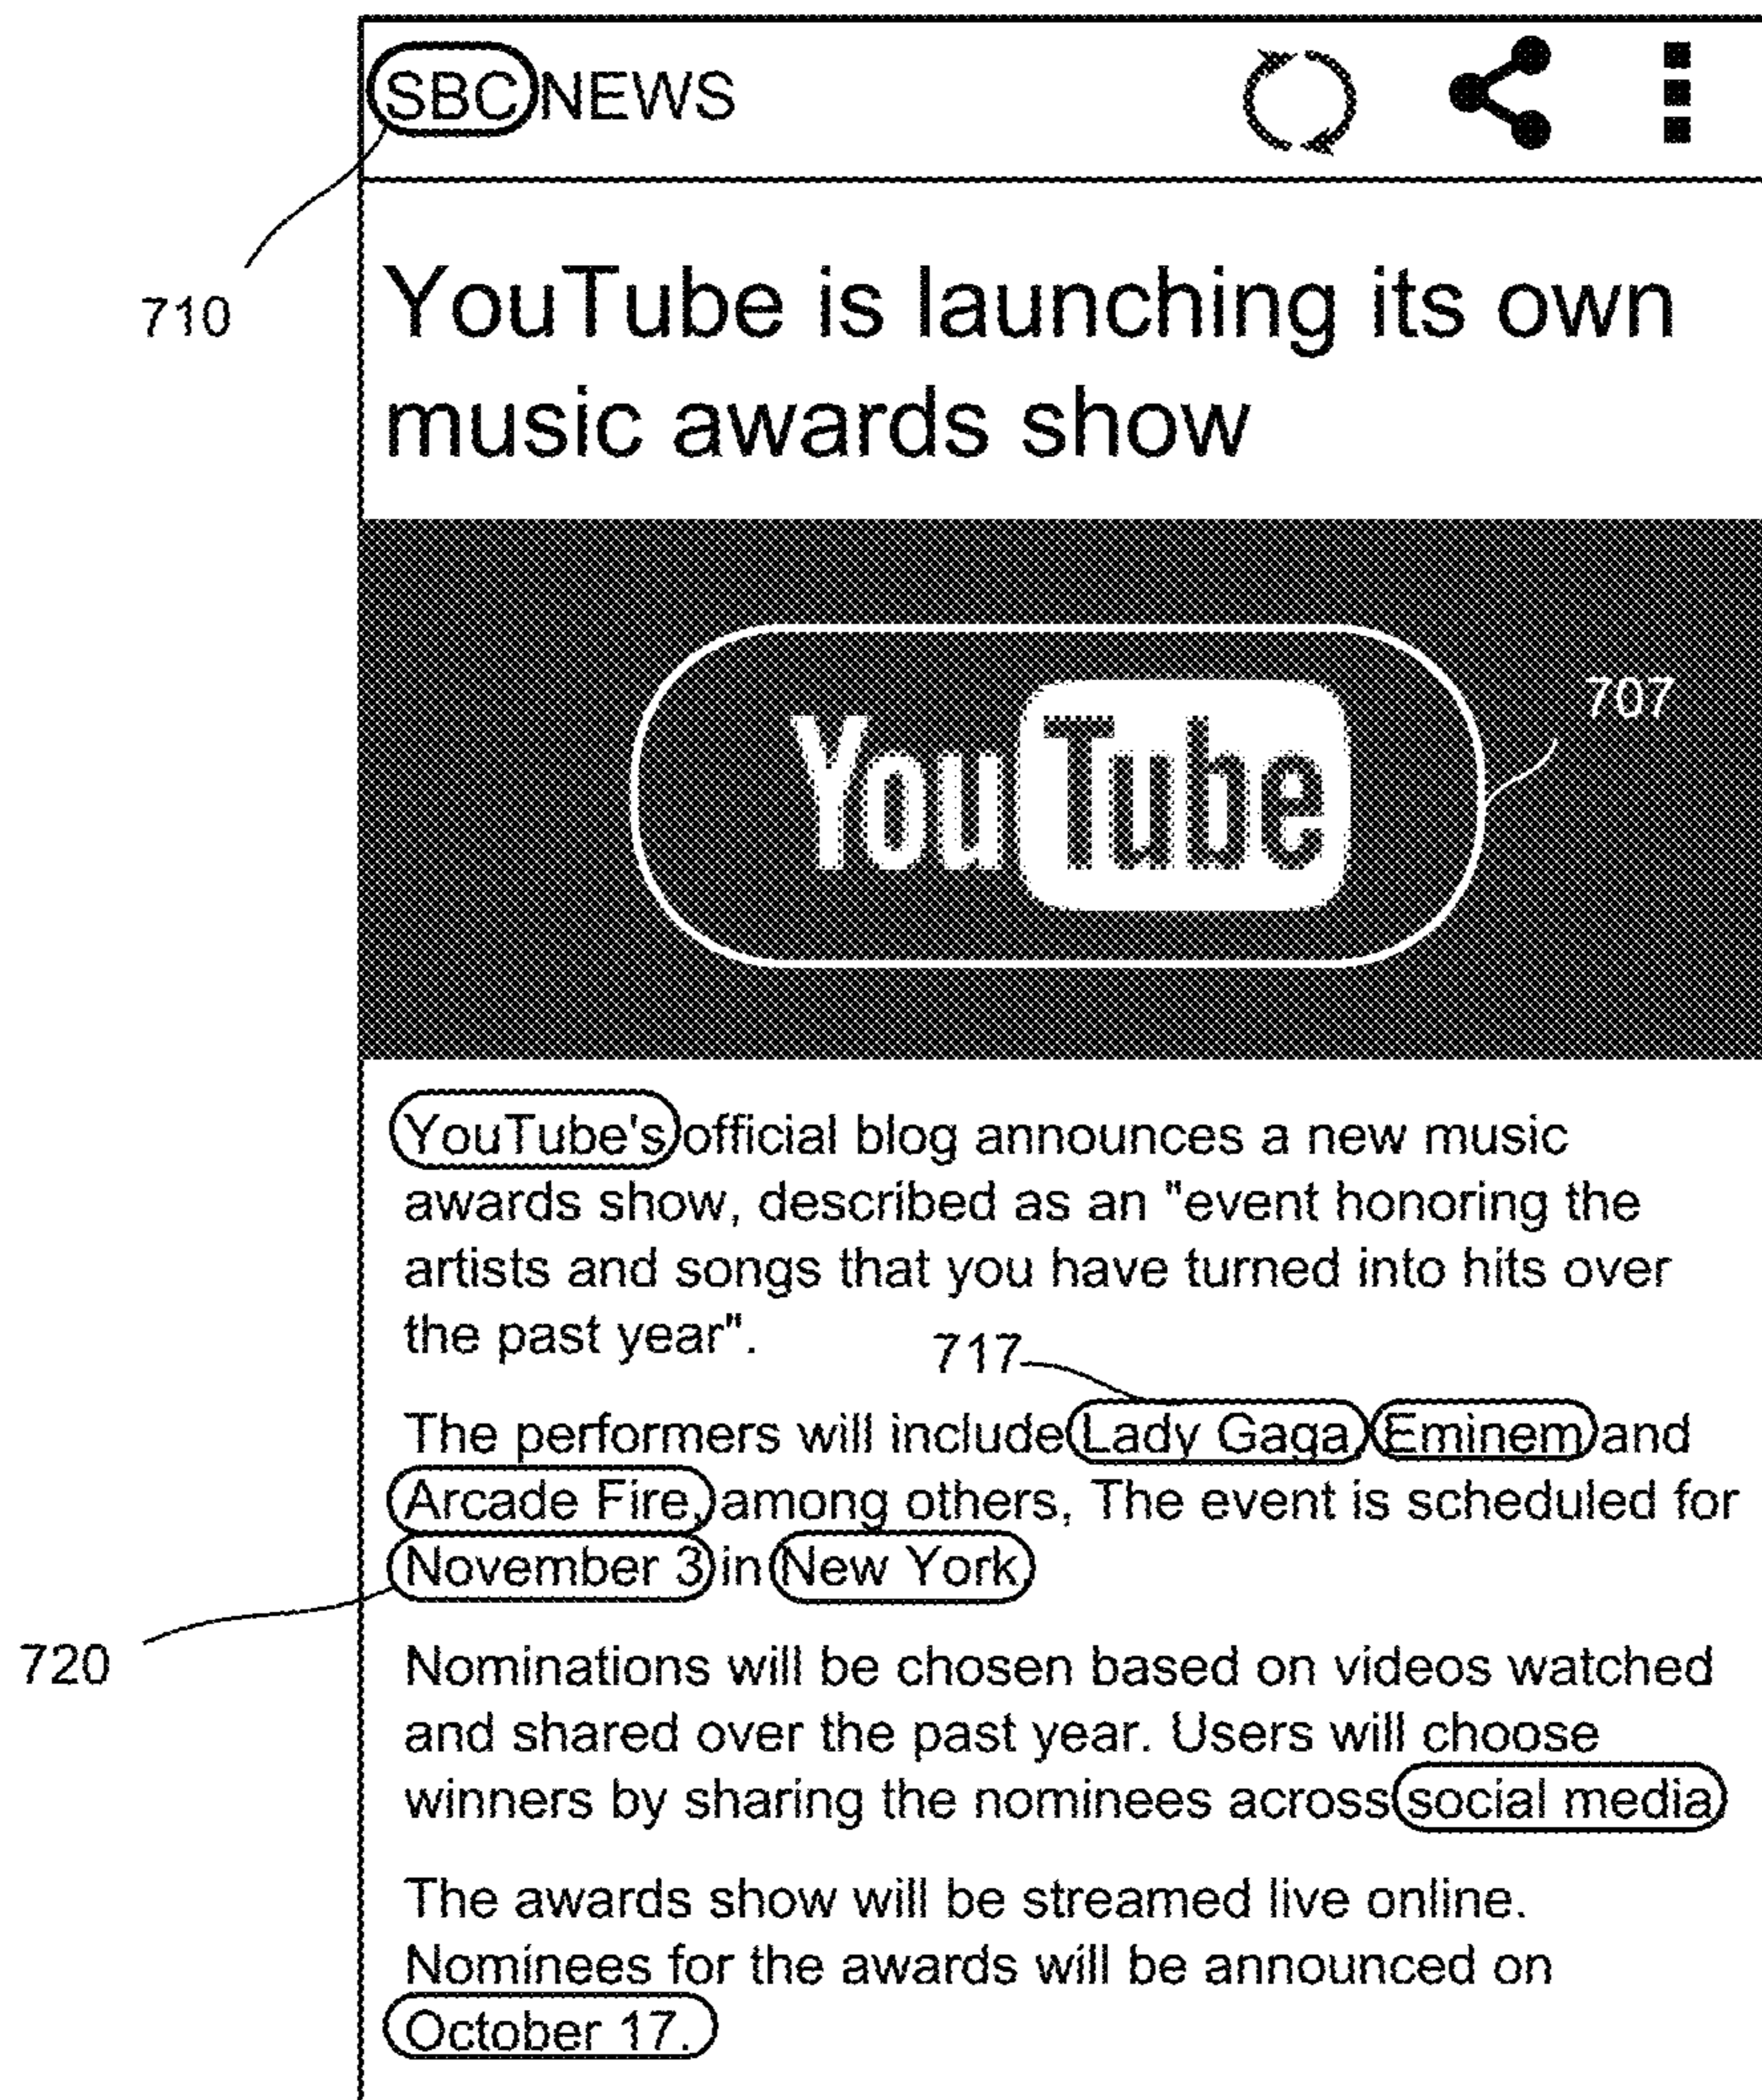 SBC NEWS
710
YouTube is launching its own
music awards show
707
YouTube
YouTube's official blog announces a new music
awards show, described as an "event honoring the
artists and songs that you have turned into hits over
the past year".
717
The performers will include Lady Gaga, Eminem and
Arcade Fire, among others, The event is scheduled for
November 3 in New York.
720
Nominations will be chosen based on videos watched
and shared over the past year. Users will choose
winners by sharing the nominees across social media
The awards show will be streamed live online.
Nominees for the awards will be announced on
October 17.